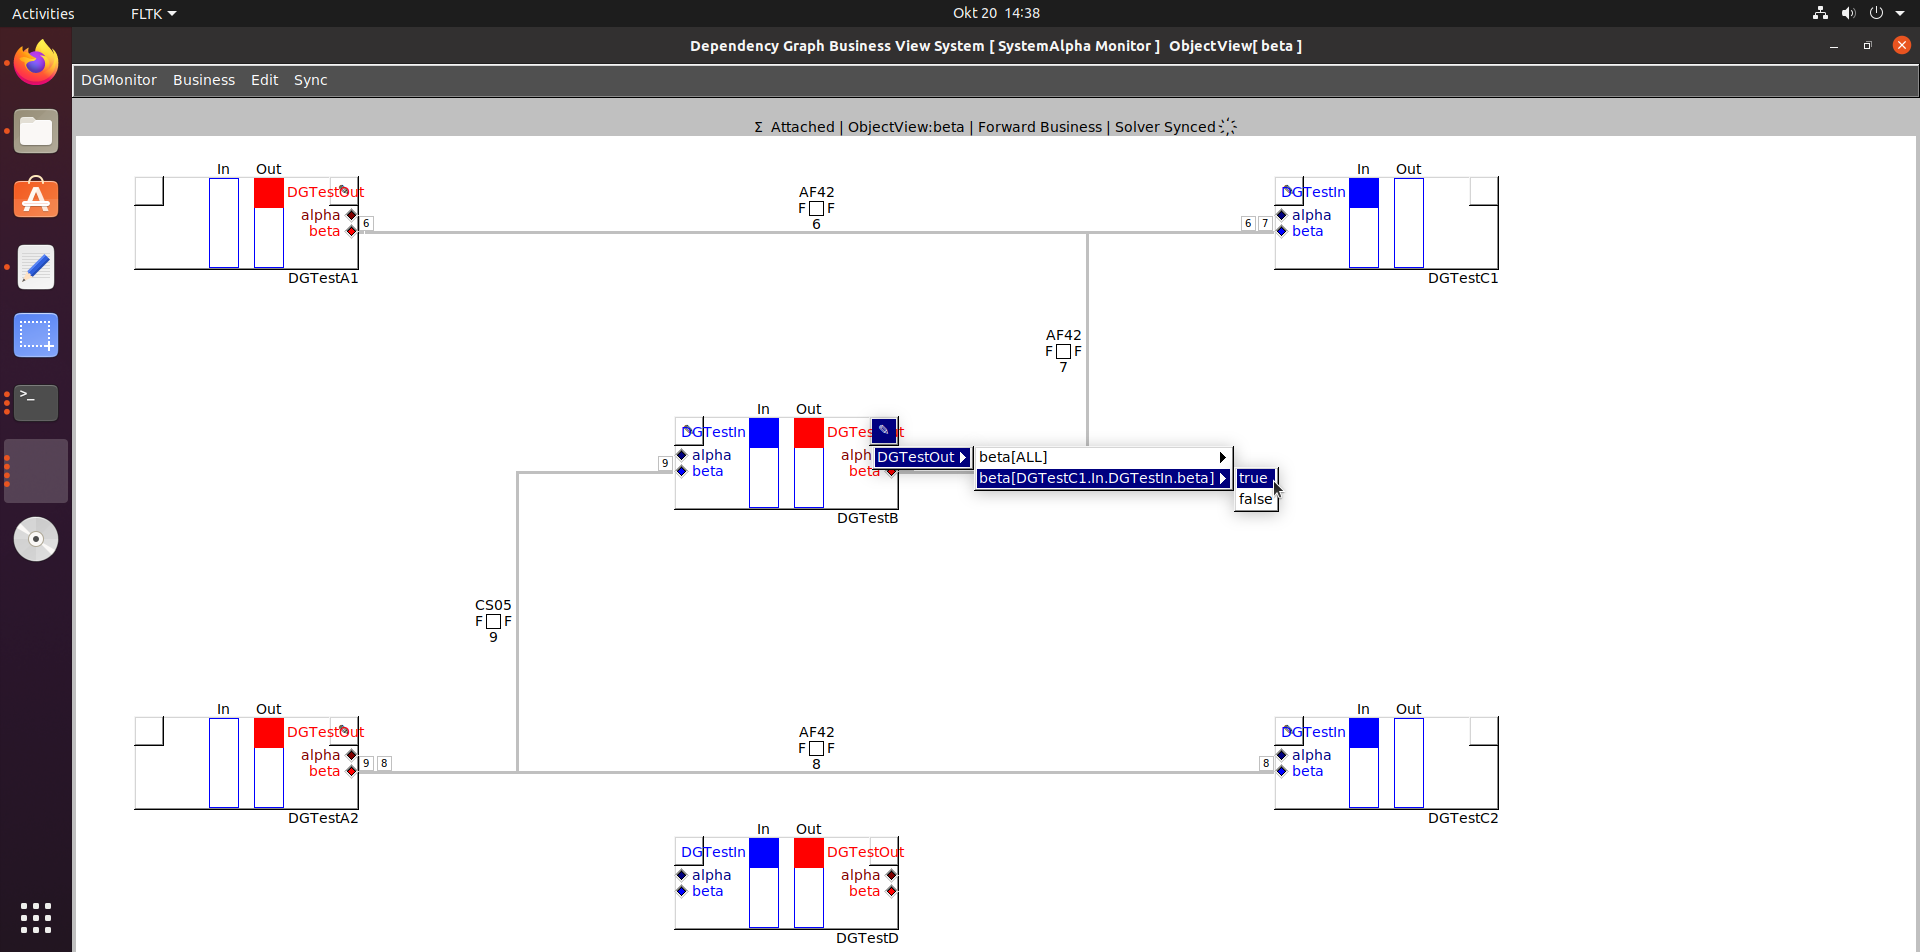 Activities FLTK Okt 20 14:38
Dependency Graph Business View System [ SystemAlpha Monitor ] ObjectView[ beta ]
DGMonitor Business Edit Sync
Σ Attached | ObjectView:beta | Forward Business | Solver Synced
In Out
DGTestOut
alpha
beta
6
DGTestA1
AF42
F F
6
In Out
DGTestIn
6 7
alpha
beta
DGTestC1
AF42
F F
7
In Out
DGTestIn
9
alpha
beta
DGTestB
DGTestOut
beta[ALL]
beta[DGTestC1.In.DGTestIn.beta]
true
false
beta
CS05
F F
9
In Out
DGTestOut
alpha
beta
9 8
DGTestA2
AF42
F F
8
In Out
DGTestIn
8
alpha
beta
DGTestC2
In Out
DGTestIn DGTestOut
alpha alpha
beta beta
DGTestD